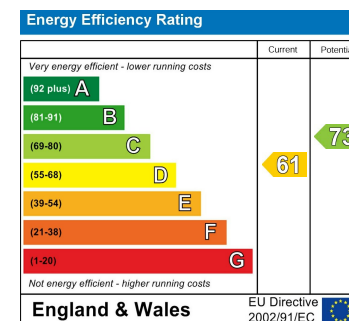 Energy Efficiency Rating
Current
Very energy efficient - lower running costs
(92 plus) A
(81-91) B
(69-80) C
73
(55-68) D
61
(39-54) E
(21-38) F
(1-20) G
Not energy efficient - higher running costs
England & Wales
EU Directive
2002/91/EC